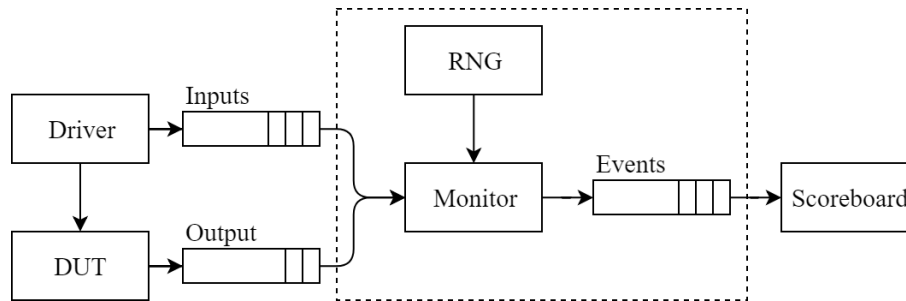 RNG
Inputs
Driver
Events
Monitor
Scoreboard
Output
DUT